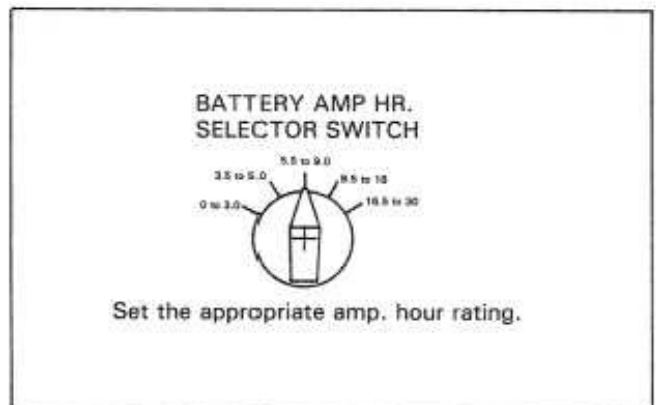 BATTERY AMP HR.
SELECTOR SWITCH
5.5 to 9.0
3.5 to 5.0
9.5 to 16
0 to 3.0
16.5 to 30
Set the appropriate amp. hour rating.